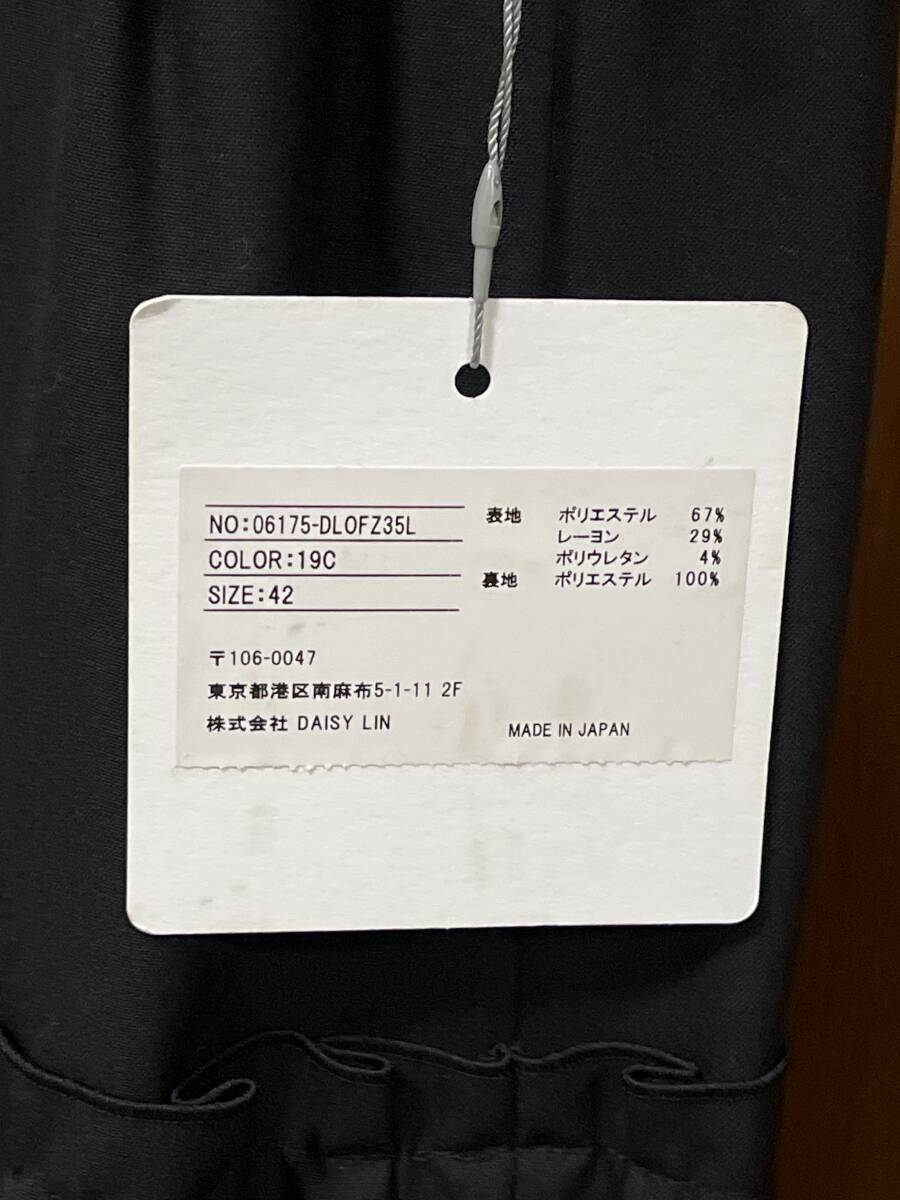 NO:06175-DLOFZ35L
COLOR:19C
SIZE:42
表地 ポリエステル 67%
レーヨン 29%
ポリウレタン 4%
裏地 ポリエステル 100%
〒106-0047
東京都港区南麻布5-1-11 2F
株式会社 DAISY LIN
MADE IN JAPAN